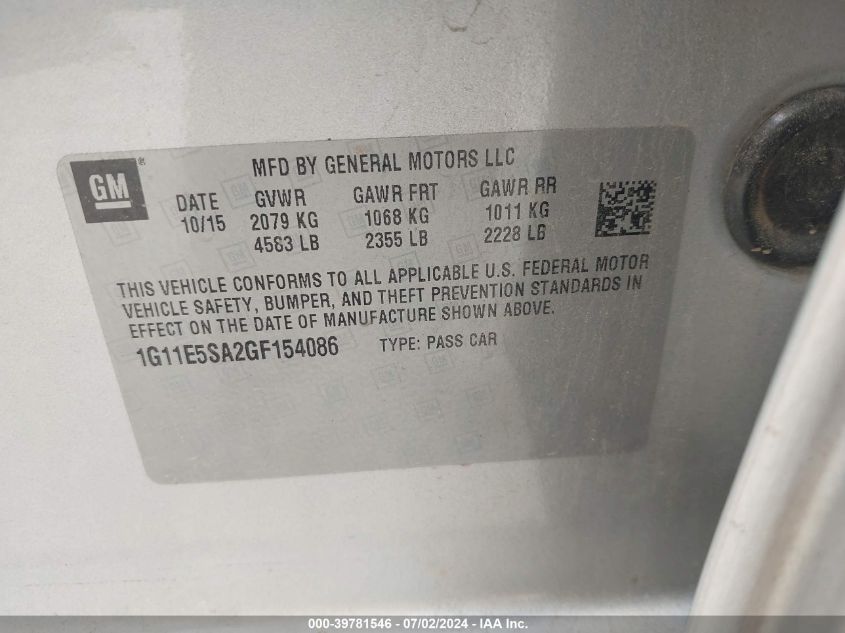 GM®
MFD BY GENERAL MOTORS LLC
DATE GVWR GAWR FRT GAWR RR
10/15 2079 KG 1068 KG 1011 KG
4583 LB 2355 LB 2228 LB
THIS VEHICLE CONFORMS TO ALL APPLICABLE U.S. FEDERAL MOTOR
VEHICLE SAFETY, BUMPER, AND THEFT PREVENTION STANDARDS IN
EFFECT ON THE DATE OF MANUFACTURE SHOWN ABOVE.
1G11E5SA2GF154086 TYPE: PASS CAR
000-39781546 - 07/02/2024 - IAA Inc.